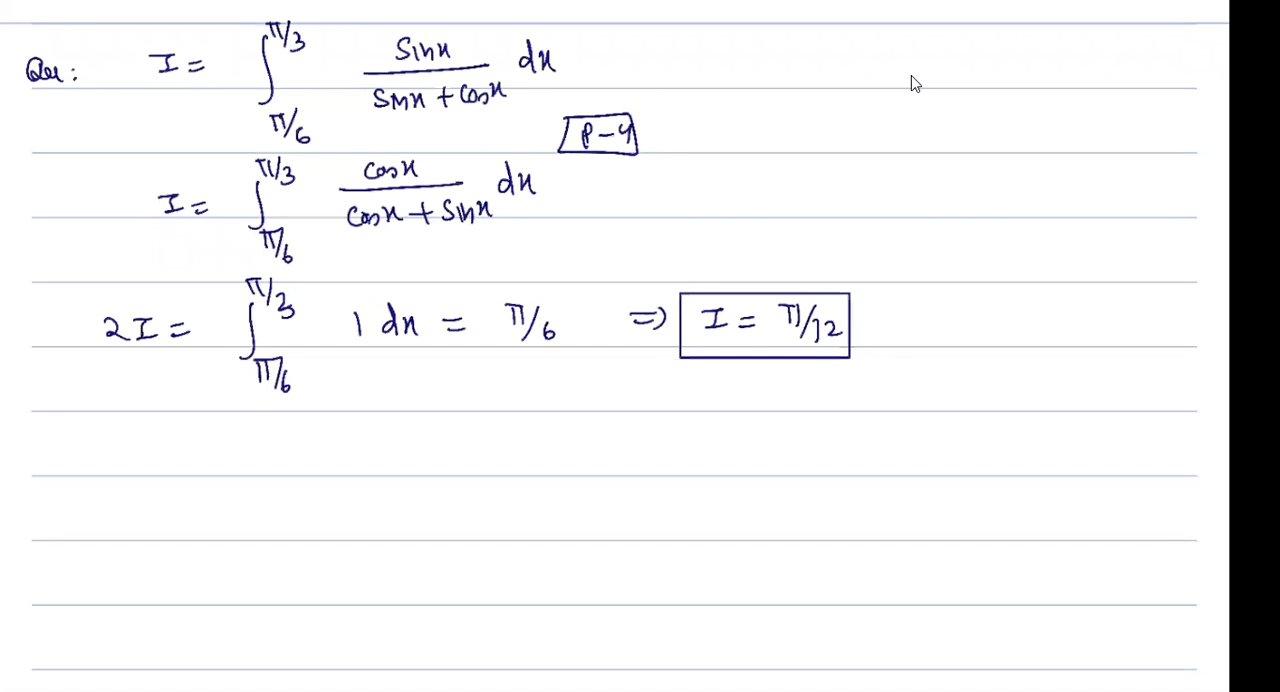 Que: I = ∫_{π/6}^{π/3} sinx / (sinx + cosx) dx
P-4
I = ∫_{π/6}^{π/3} cosx / (cosx + sinx) dx
2I = ∫_{π/6}^{π/3} 1 dx = π/6 ⇒ I = π/12